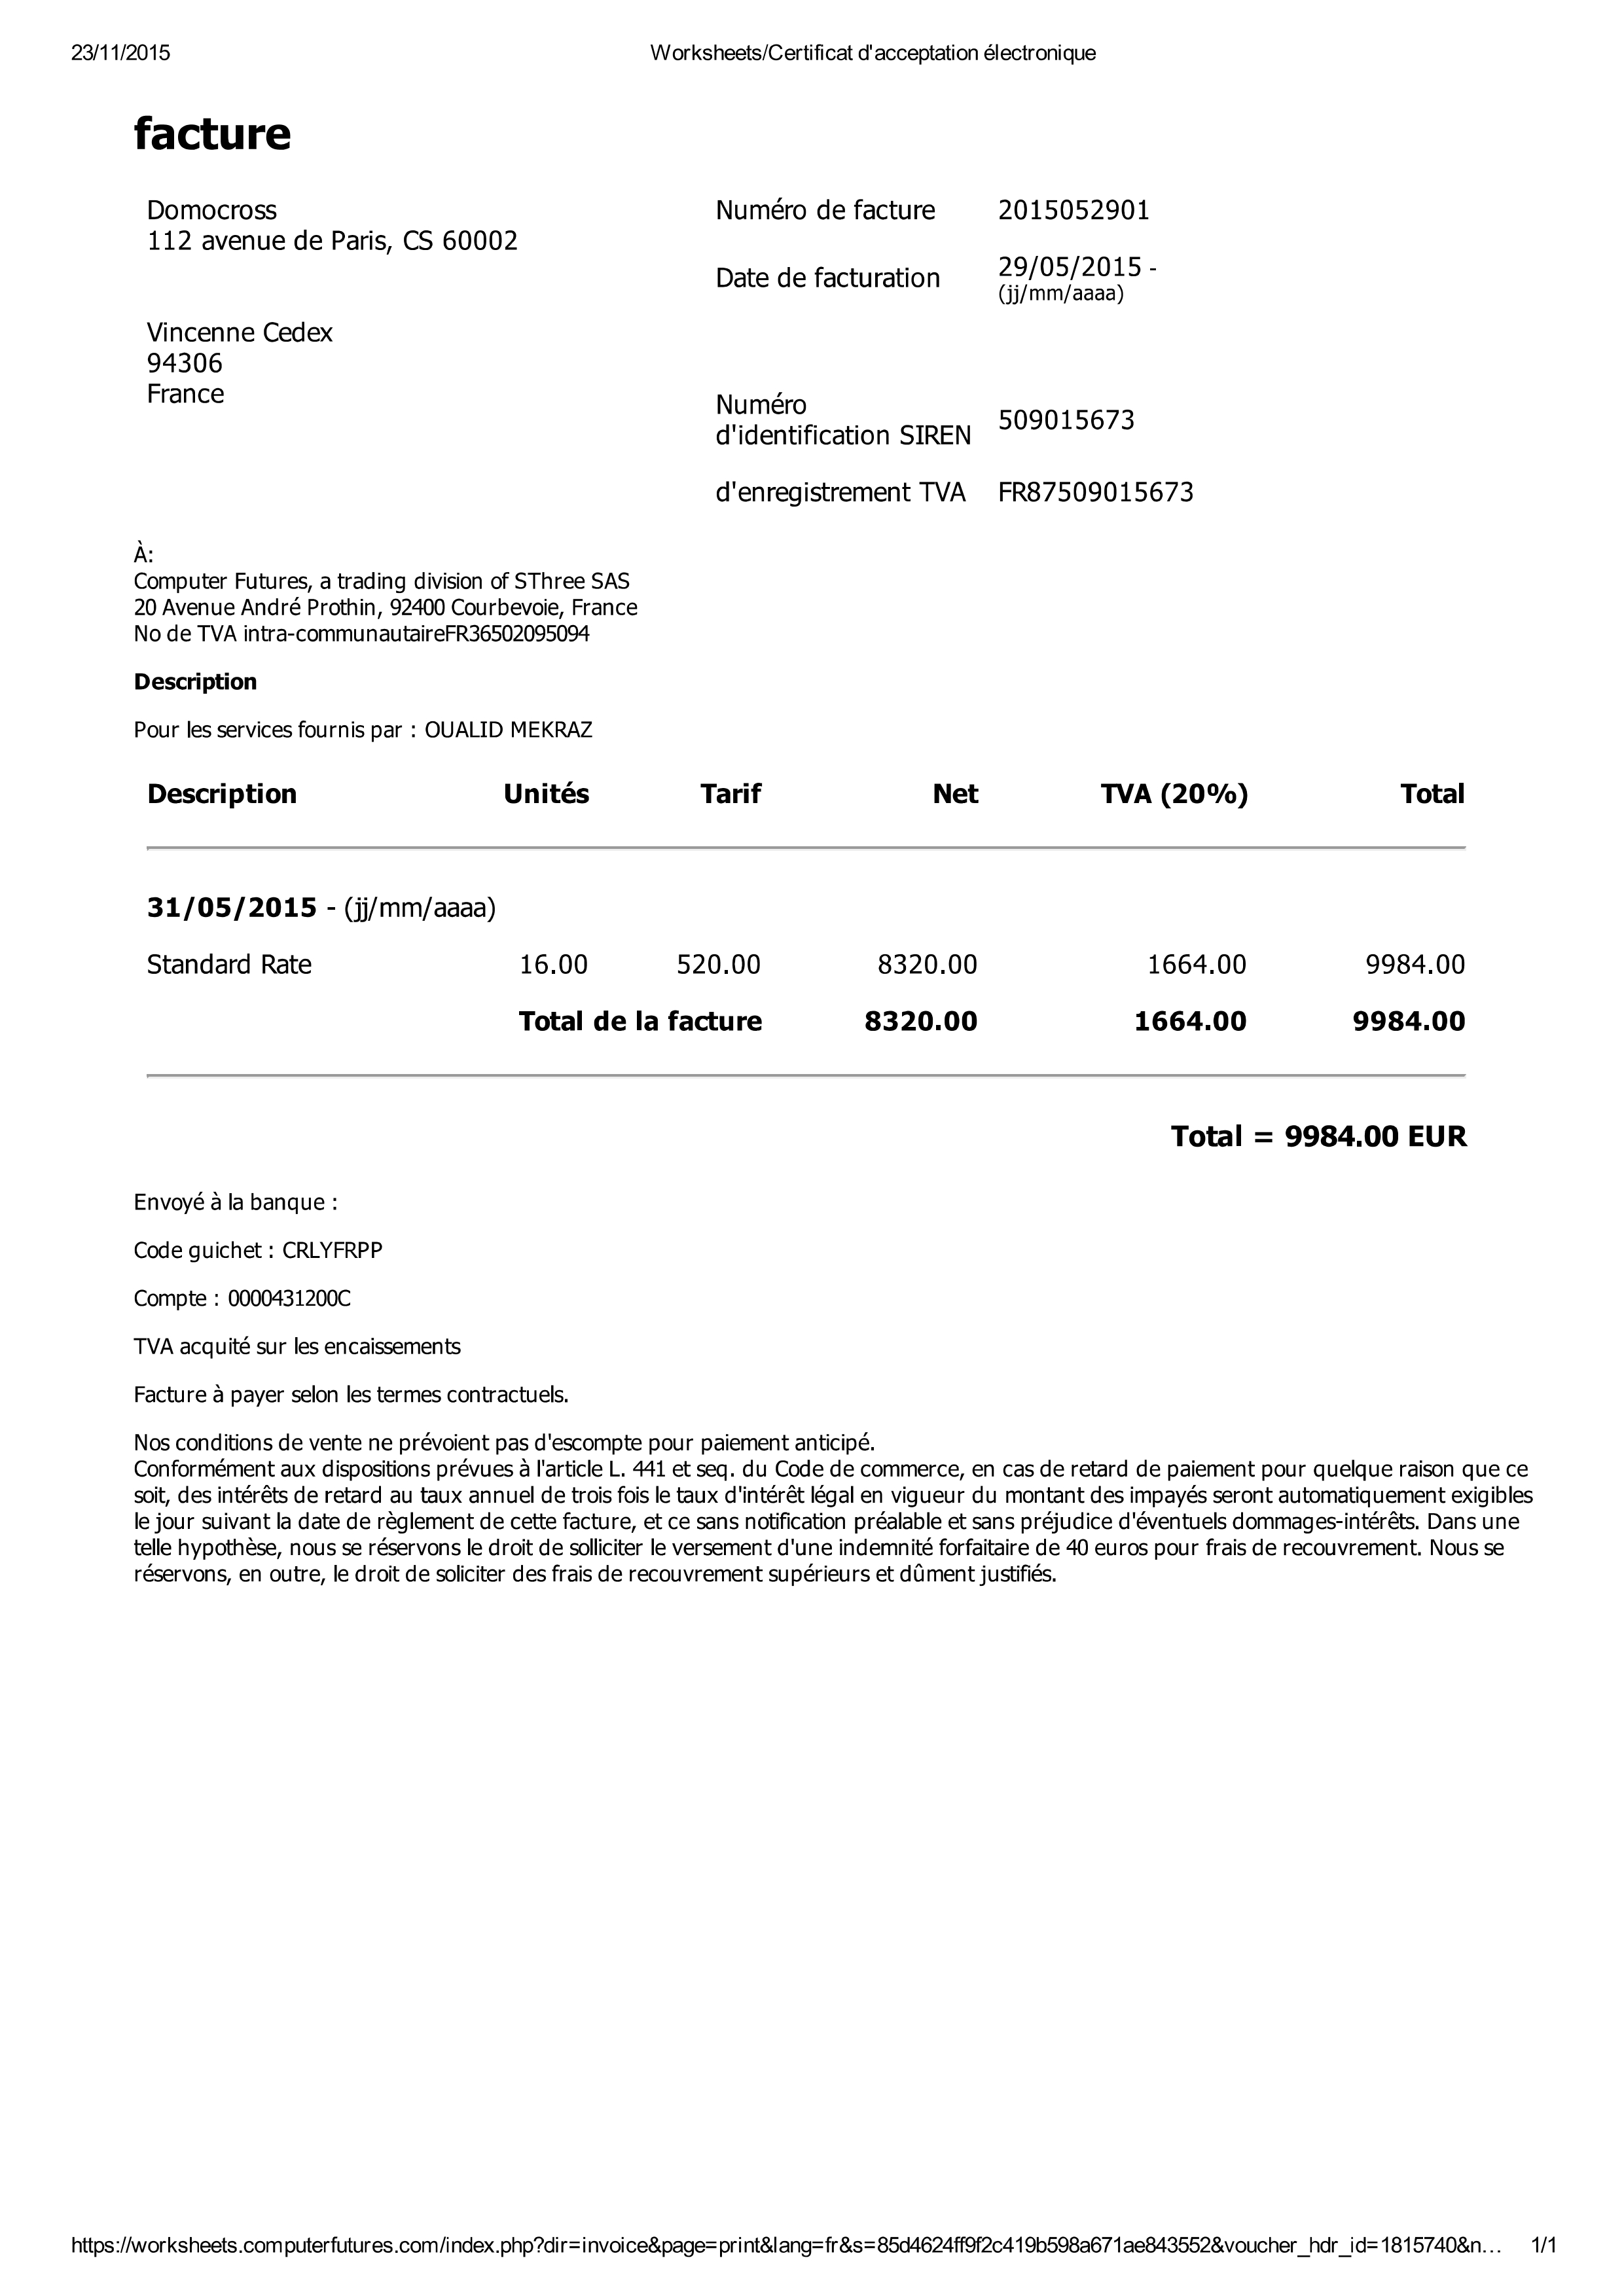 23/11/2015 Worksheets/Certificat d'acceptation électronique
facture
Domocross
112 avenue de Paris, CS 60002
Vincenne Cedex
94306
France
Numéro de facture 2015052901
Date de facturation 29/05/2015 -
(jj/mm/aaaa)
Numéro
d'identification SIREN 509015673
d'enregistrement TVA FR87509015673
À:
Computer Futures, a trading division of SThree SAS
20 Avenue André Prothin, 92400 Courbevoie, France
No de TVA intra-communautaireFR36502095094
Description
Pour les services fournis par : OUALID MEKRAZ
Description Unités Tarif Net TVA (20%) Total
31/05/2015 - (jj/mm/aaaa)
Standard Rate 16.00 520.00 8320.00 1664.00 9984.00
Total de la facture 8320.00 1664.00 9984.00
Total = 9984.00 EUR
Envoyé à la banque :
Code guichet : CRLYFRPP
Compte : 0000431200C
TVA acquité sur les encaissements
Facture à payer selon les termes contractuels.
Nos conditions de vente ne prévoient pas d'escompte pour paiement anticipé.
Conformément aux dispositions prévues à l'article L. 441 et seq. du Code de commerce, en cas de retard de paiement pour quelque raison que ce
soit, des intérêts de retard au taux annuel de trois fois le taux d'intérêt légal en vigueur du montant des impayés seront automatiquement exigibles
le jour suivant la date de règlement de cette facture, et ce sans notification préalable et sans préjudice d'éventuels dommages-intérêts. Dans une
telle hypothèse, nous se réservons le droit de solliciter le versement d'une indemnité forfaitaire de 40 euros pour frais de recouvrement. Nous se
réservons, en outre, le droit de soliciter des frais de recouvrement supérieurs et dûment justifiés.
https://worksheets.computerfutures.com/index.php?dir=invoice&page=print&lang=fr&s=85d4624ff9f2c419b598a671ae843552&voucher_hdr_id=1815740&n… 1/1